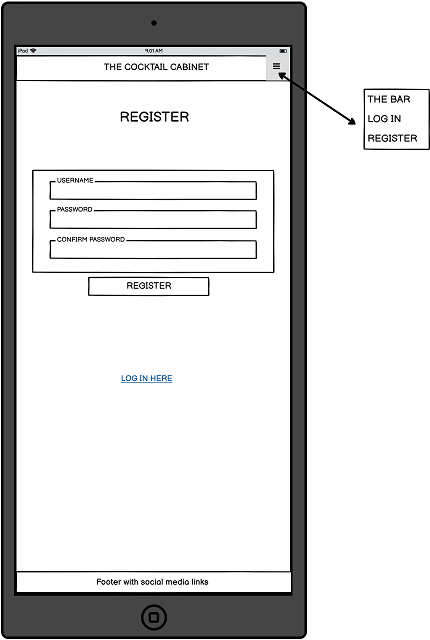 iPod 9:01 AM
THE COCKTAIL CABINET
THE BAR
LOG IN
REGISTER
REGISTER
USERNAME
PASSWORD
CONFIRM PASSWORD
REGISTER
LOG IN HERE
Footer with social media links